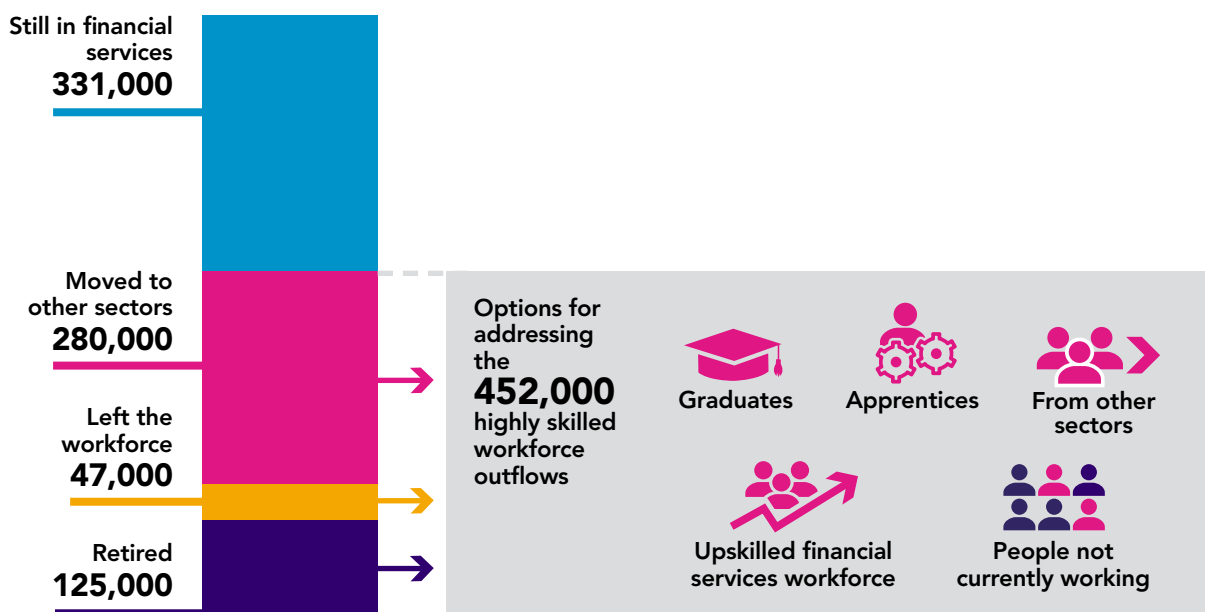 Still in financial
services
331,000
Moved to
other sectors
280,000
Left the
workforce
47,000
Retired
125,000
Options for
addressing
the
452,000
highly skilled
workforce
outflows
Graduates
Apprentices
From other
sectors
Upskilled financial
services workforce
People not
currently working